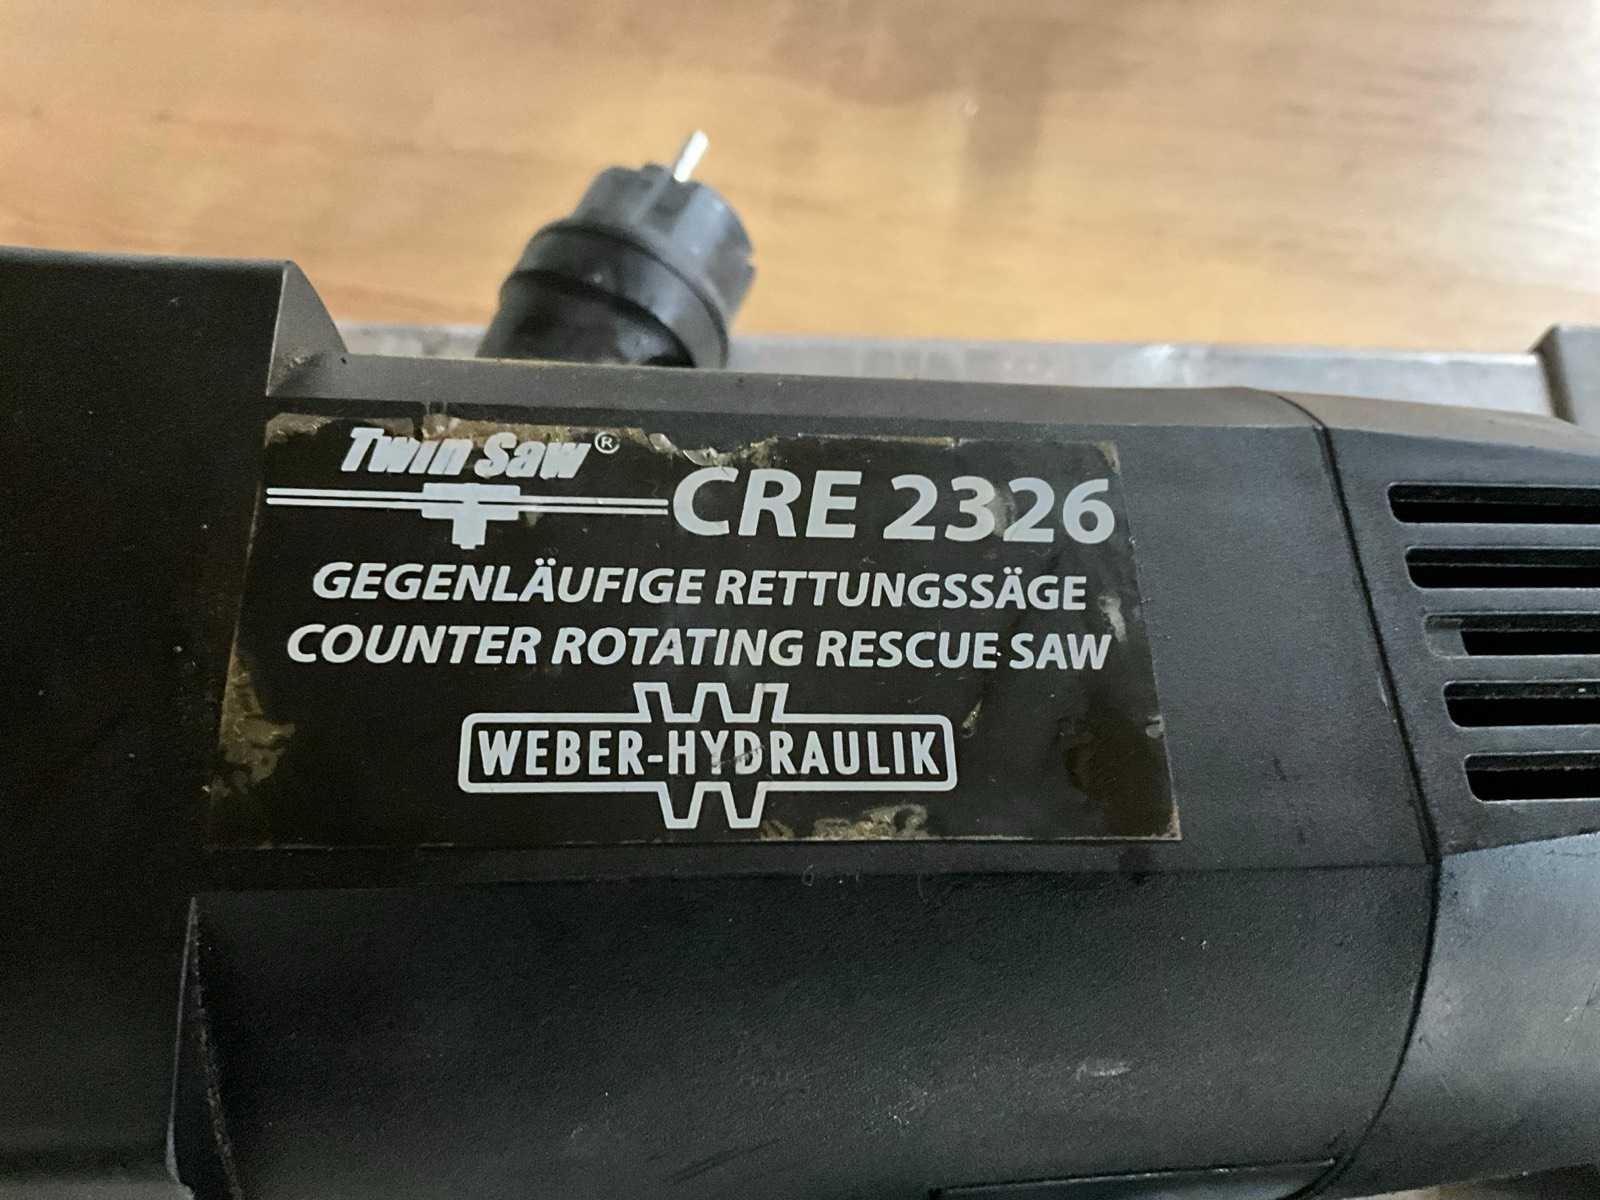 Twin Saw®
CRE 2326
GEGENLÄUFIGE RETTUNGSSÄGE
COUNTER ROTATING RESCUE SAW
WEBER-HYDRAULIK